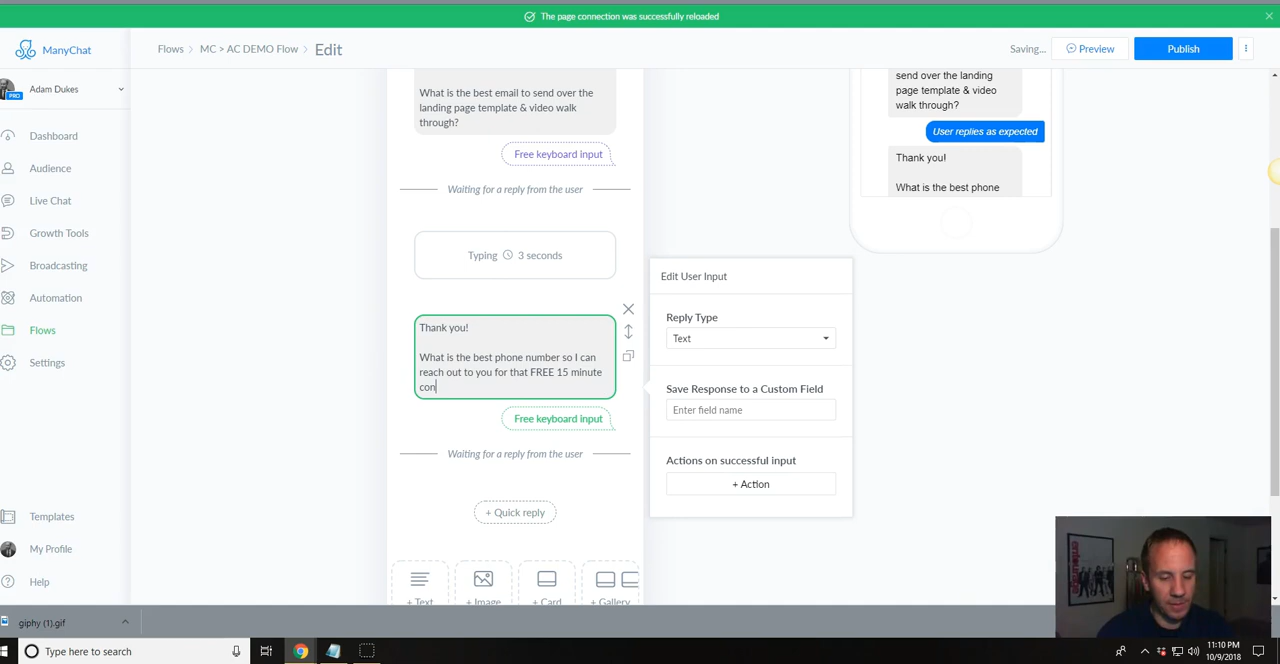 The page connection was successfully reloaded
ManyChat
Flows
MC > AC DEMO Flow
Edit
Saving...
Preview
Publish
PRO
Adam Dukes
Dashboard
Audience
Live Chat
Growth Tools
Broadcasting
Automation
Flows
Settings
Templates
My Profile
Help
What is the best email to send over the
landing page template & video walk
through?
Free keyboard input
Waiting for a reply from the user
Typing
3 seconds
Thank you!
What is the best phone number so I can
reach out to you for that FREE 15 minute
con
Free keyboard input
Waiting for a reply from the user
+ Quick reply
+ Text
+ Image
+ Card
+ Gallery
Edit User Input
Reply Type
Text
Save Response to a Custom Field
Enter field name
Actions on successful input
+ Action
send over the landing
page template & video
walk through?
User replies as expected
Thank you!
What is the best phone
giphy (1).gif
Type here to search
11:10 PM
10/9/2018